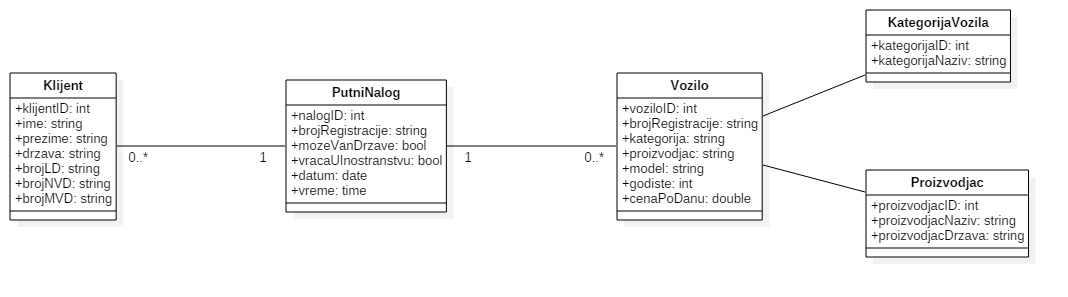 Klijent
+klijentID: int
+ime: string
+prezime: string
+drzava: string
+brojLD: string
+brojNVD: string
+brojMVD: string
0..*
1
PutniNalog
+nalogID: int
+brojRegistracije: string
+mozeVanDrzave: bool
+vracaUInostranstvu: bool
+datum: date
+vreme: time
1
0..*
Vozilo
+voziloID: int
+brojRegistracije: string
+kategorija: string
+proizvodjac: string
+model: string
+godiste: int
+cenaPoDanu: double
KategorijaVozila
+kategorijaID: int
+kategorijaNaziv: string
Proizvodjac
+proizvodjacID: int
+proizvodjacNaziv: string
+proizvodjacDrzava: string